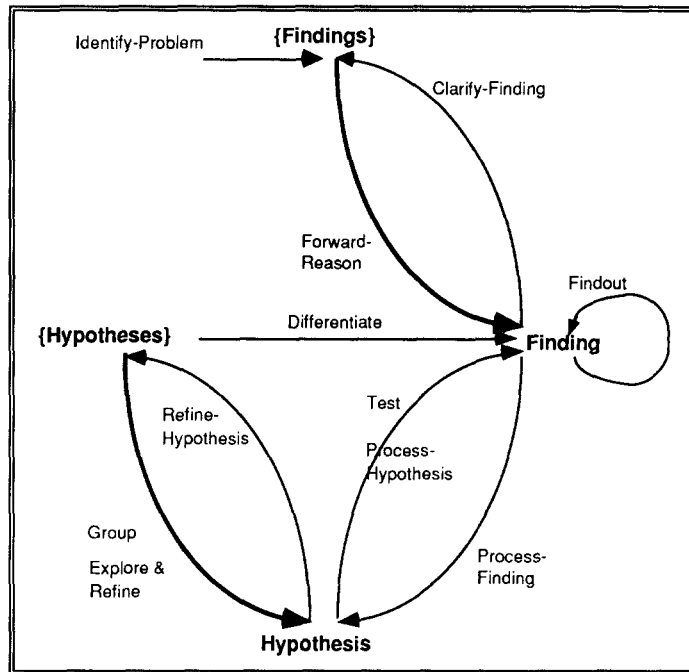 {Findings}
Identify-Problem
Clarify-Finding
Forward-
Reason
Findout
Differentiate
{Hypotheses}
Finding
Test
Refine-
Hypothesis
Process-
Hypothesis
Group
Process-
Finding
Explore &
Refine
Hypothesis